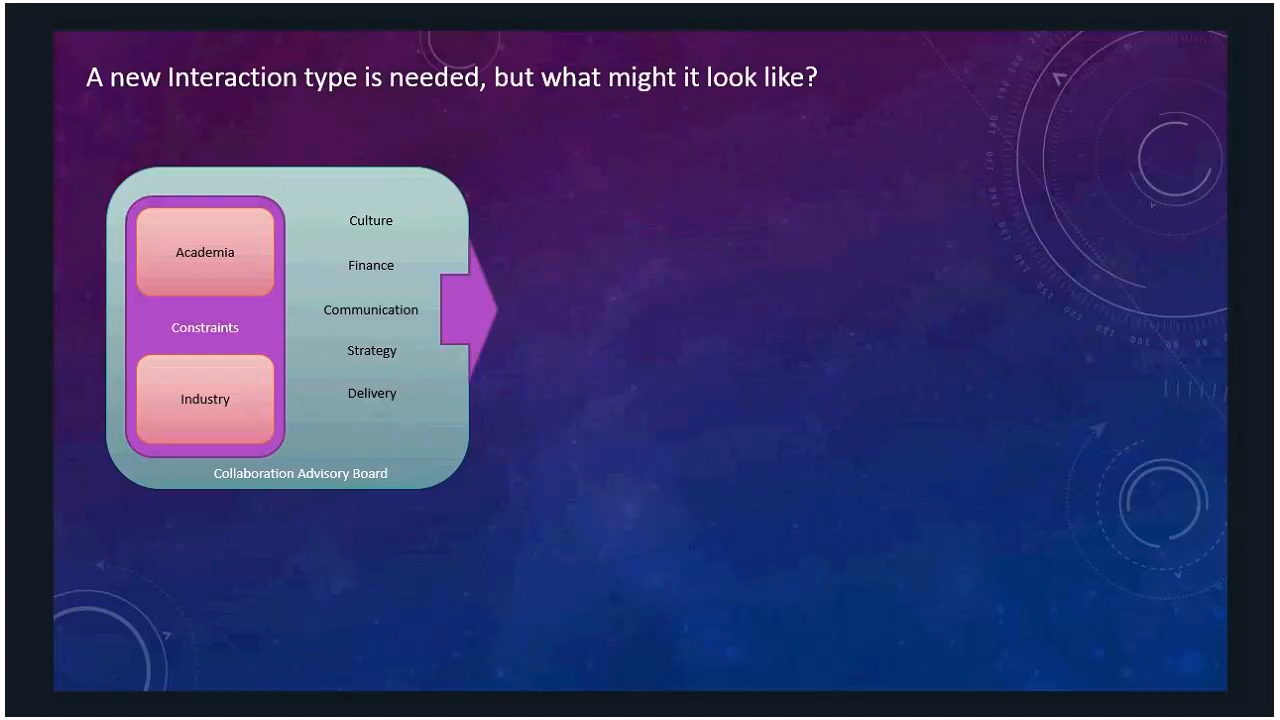 A new Interaction type is needed, but what might it look like?
Academia
Constraints
Industry
Culture
Finance
Communication
Strategy
Delivery
Collaboration Advisory Board